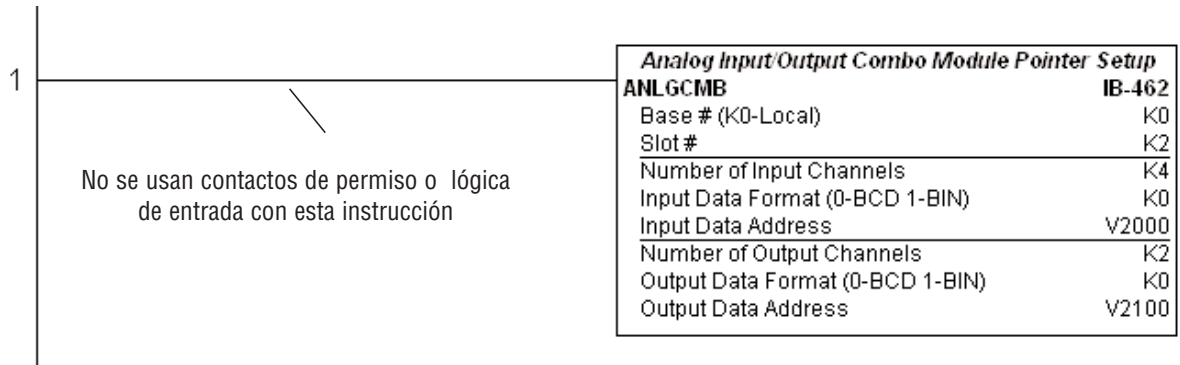 1
Analog Input/Output Combo Module Pointer Setup
ANLGCMB IB-462
Base # (K0-Local) K0
Slot # K2
Number of Input Channels K4
Input Data Format (0-BCD 1-BIN) K0
Input Data Address V2000
Number of Output Channels K2
Output Data Format (0-BCD 1-BIN) K0
Output Data Address V2100
No se usan contactos de permiso o lógica
de entrada con esta instrucción